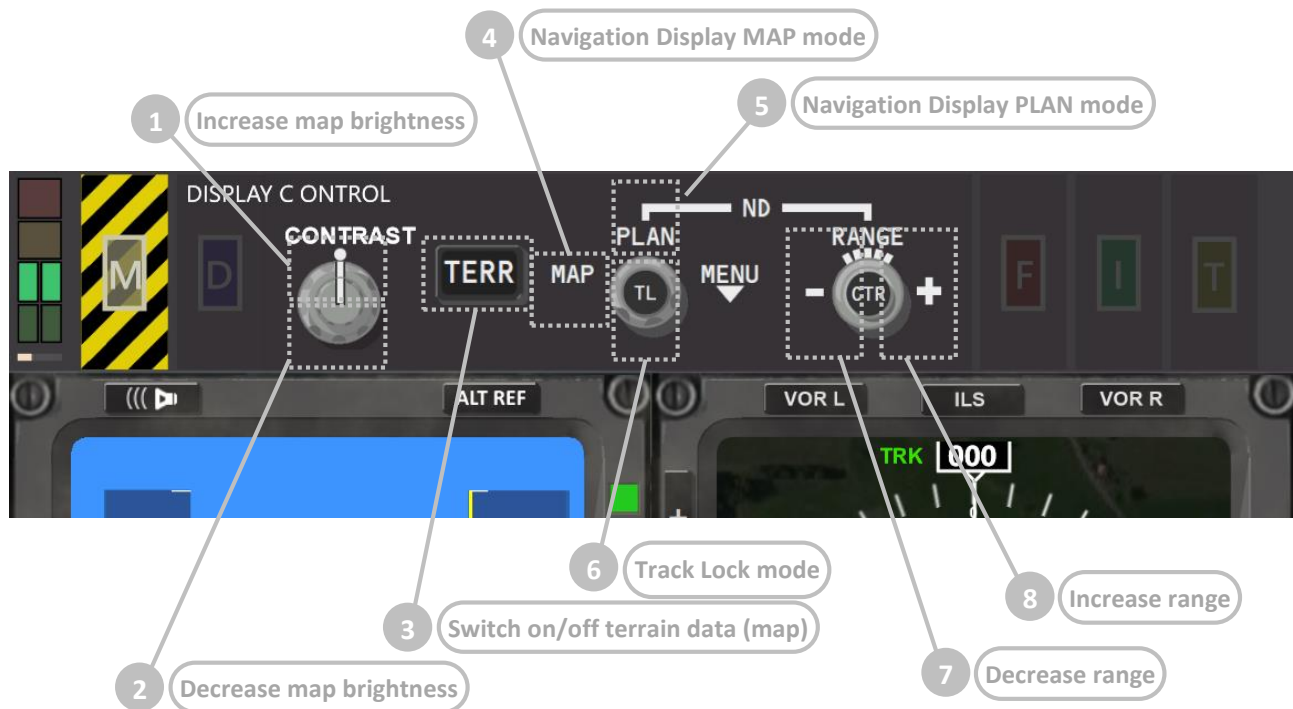 4 Navigation Display MAP mode
5 Navigation Display PLAN mode
1 Increase map brightness
DISPLAY C ONTROL
ND
CONTRAST
PLAN
RANGE
M
D
TERR
MAP
TL
MENU
-
CTR
+
F
I
T
ALT REF
VOR L
ILS
VOR R
TRK 000
6 Track Lock mode
8 Increase range
3 Switch on/off terrain data (map)
7 Decrease range
2 Decrease map brightness